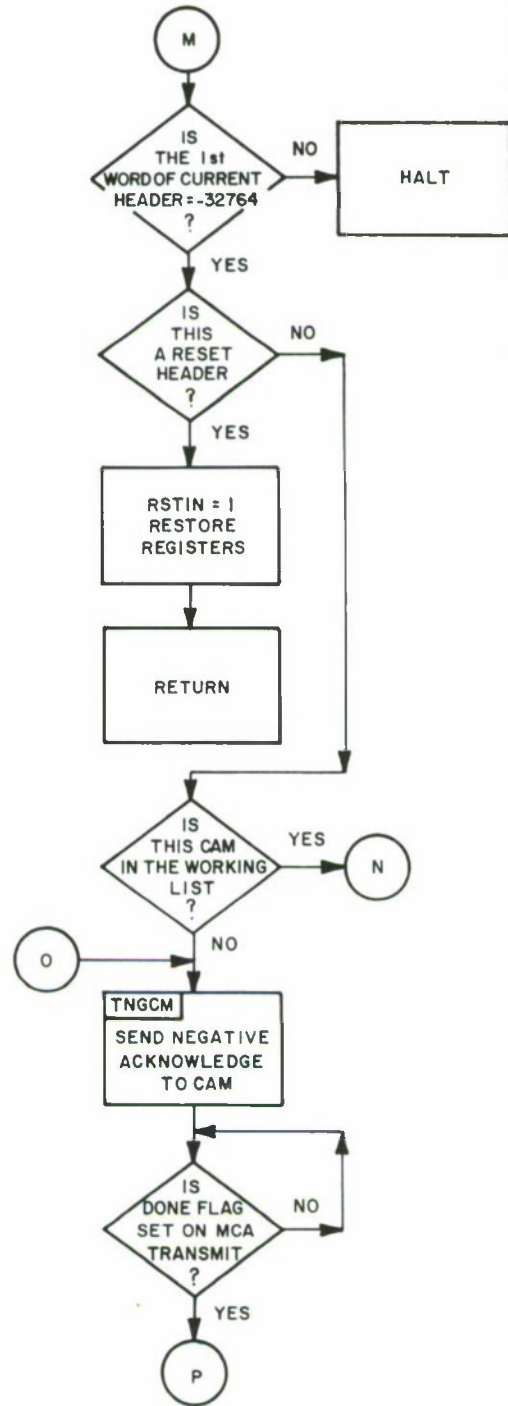 M
IS
THE 1st
WORD OF CURRENT
HEADER = -32764
?
NO
HALT
YES
IS
THIS
A RESET
HEADER
?
NO
YES
RSTIN = 1
RESTORE
REGISTERS
RETURN
IS
THIS CAM
IN THE WORKING
LIST
?
YES
N
NO
O
TNGCM
SEND NEGATIVE
ACKNOWLEDGE
TO CAM
IS
DONE FLAG
SET ON MCA
TRANSMIT
?
NO
YES
P